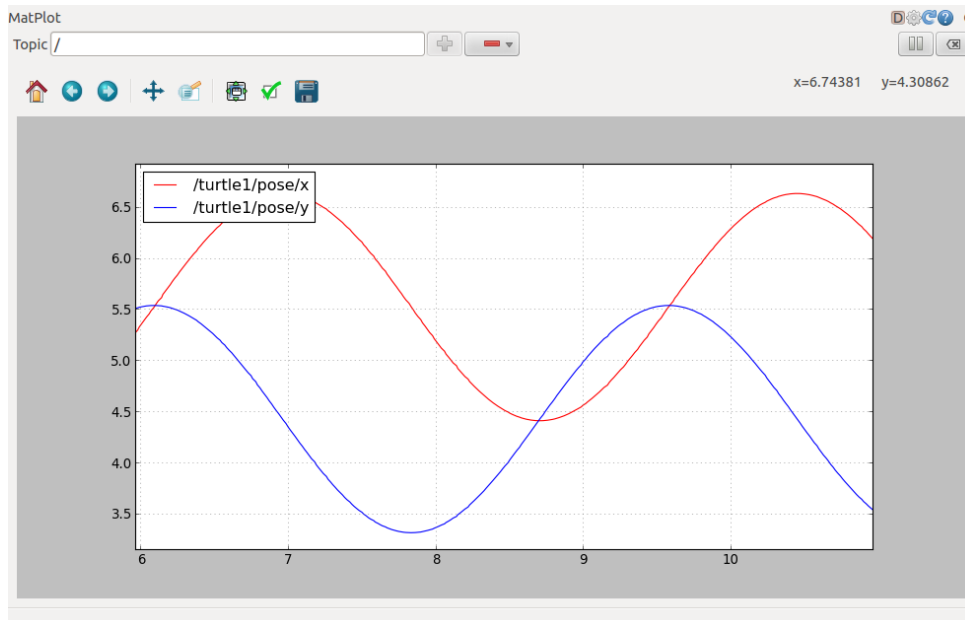 MatPlot
D
Topic /
x=6.74381 y=4.30862
/turtle1/pose/x
/turtle1/pose/y
6.5
6.0
5.5
5.0
4.5
4.0
3.5
6 7 8 9 10